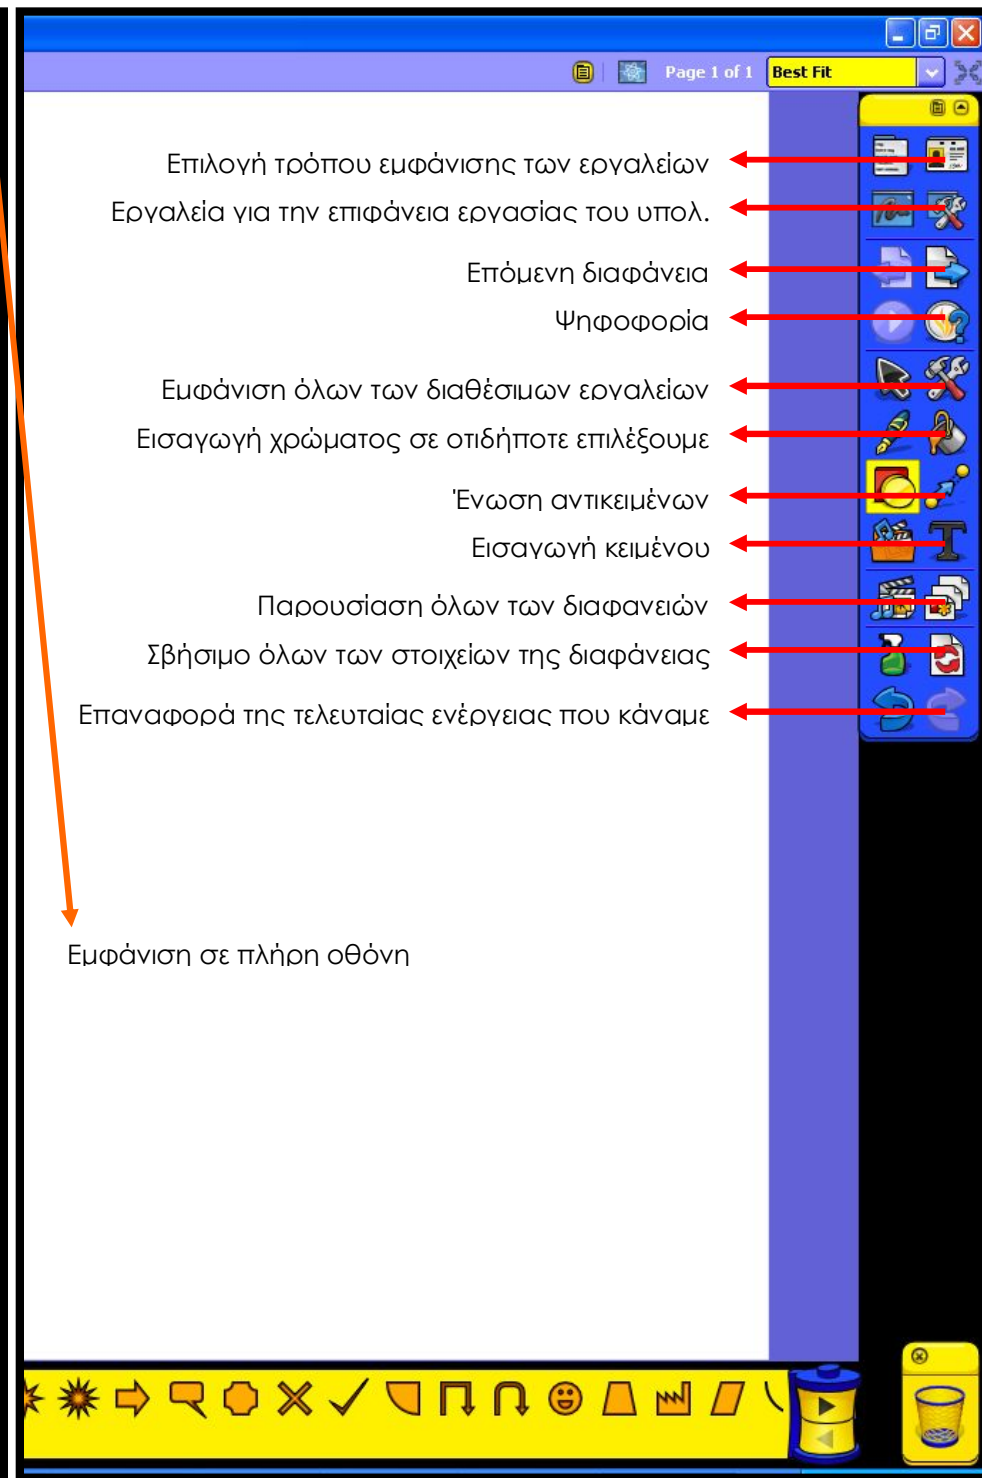 Page 1 of 1 Best Fit
Επιλογή τρόπου εμφάνισης των εργαλείων
Εργαλεία για την επιφάνεια εργασίας του υπολ.
Επόμενη διαφάνεια
Ψηφοφορία
Εμφάνιση όλων των διαθέσιμων εργαλείων
Εισαγωγή χρώματος σε οτιδήποτε επιλέξουμε
Ένωση αντικειμένων
Εισαγωγή κειμένου
Παρουσίαση όλων των διαφανειών
Σβήσιμο όλων των στοιχείων της διαφάνειας
Επαναφορά της τελευταίας ενέργειας που κάναμε
Εμφάνιση σε πλήρη οθόνη